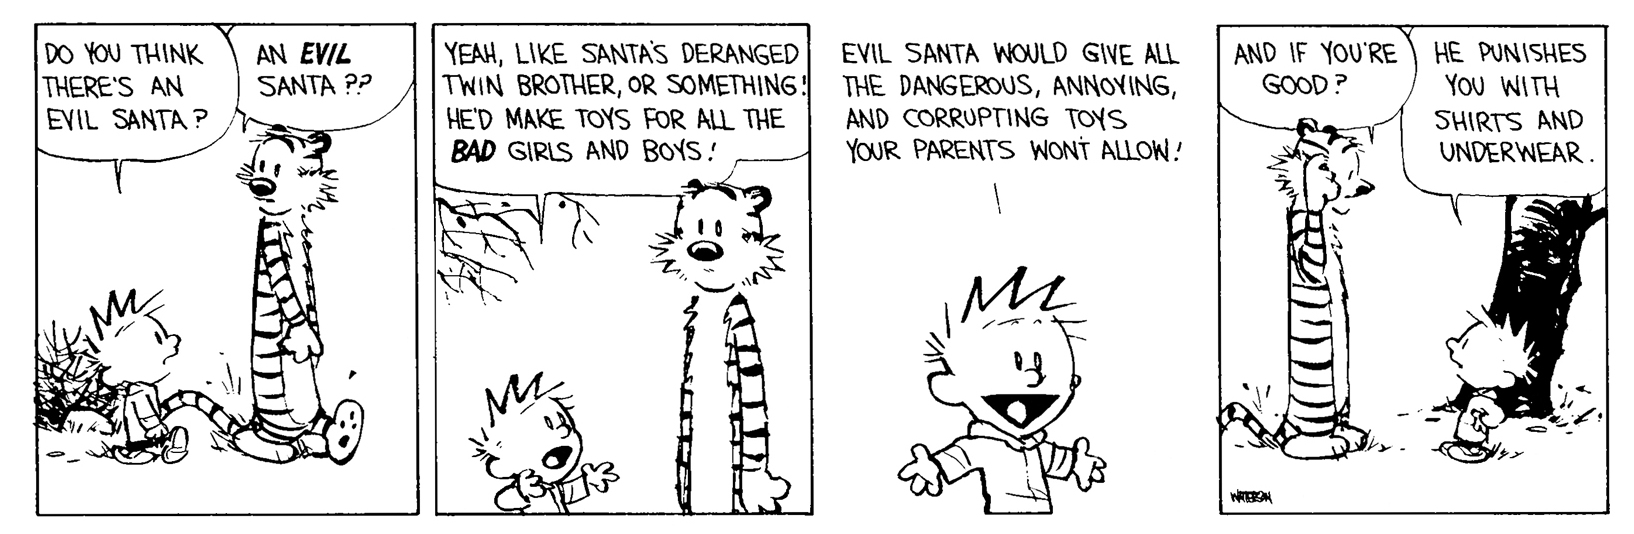 DO YOU THINK
THERE'S AN
EVIL SANTA?
AN EVIL
SANTA??
YEAH, LIKE SANTA'S DERANGED
TWIN BROTHER, OR SOMETHING!
HE'D MAKE TOYS FOR ALL THE
BAD GIRLS AND BOYS!
EVIL SANTA WOULD GIVE ALL
THE DANGEROUS, ANNOYING,
AND CORRUPTING TOYS
YOUR PARENTS WON'T ALLOW!
AND IF YOU'RE
GOOD?
HE PUNISHES
YOU WITH
SHIRTS AND
UNDERWEAR.
WATTERSON